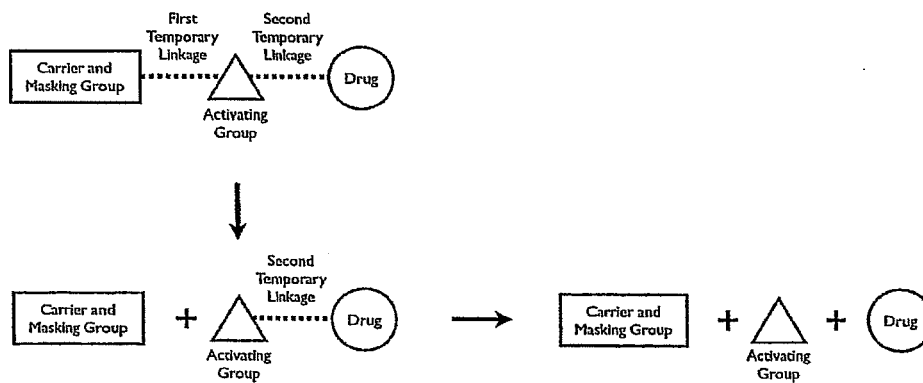 First
Temporary
Linkage
Second
Temporary
Linkage
Carrier and
Masking Group
Drug
Activating
Group
Second
Temporary
Linkage
Carrier and
Masking Group
+
Drug
Activating
Group
Carrier and
Masking Group
+
+
Drug
Activating
Group